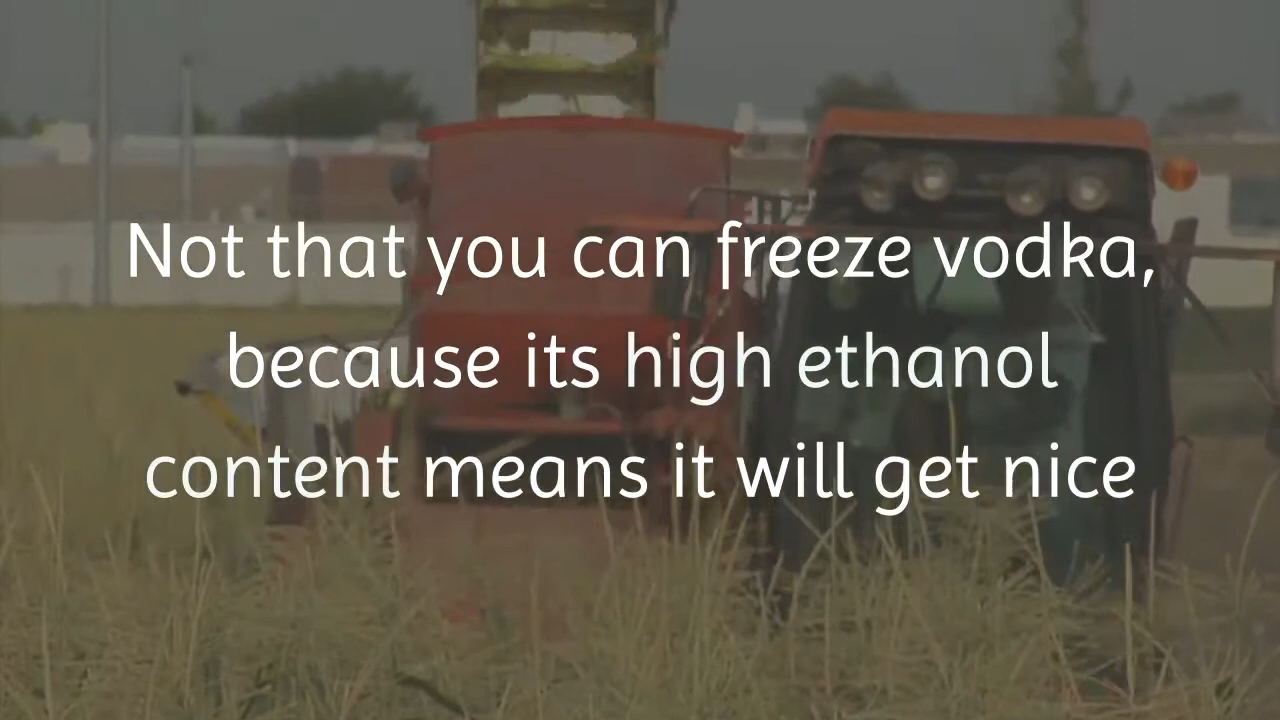 Not that you can freeze vodka,
because its high ethanol
content means it will get nice